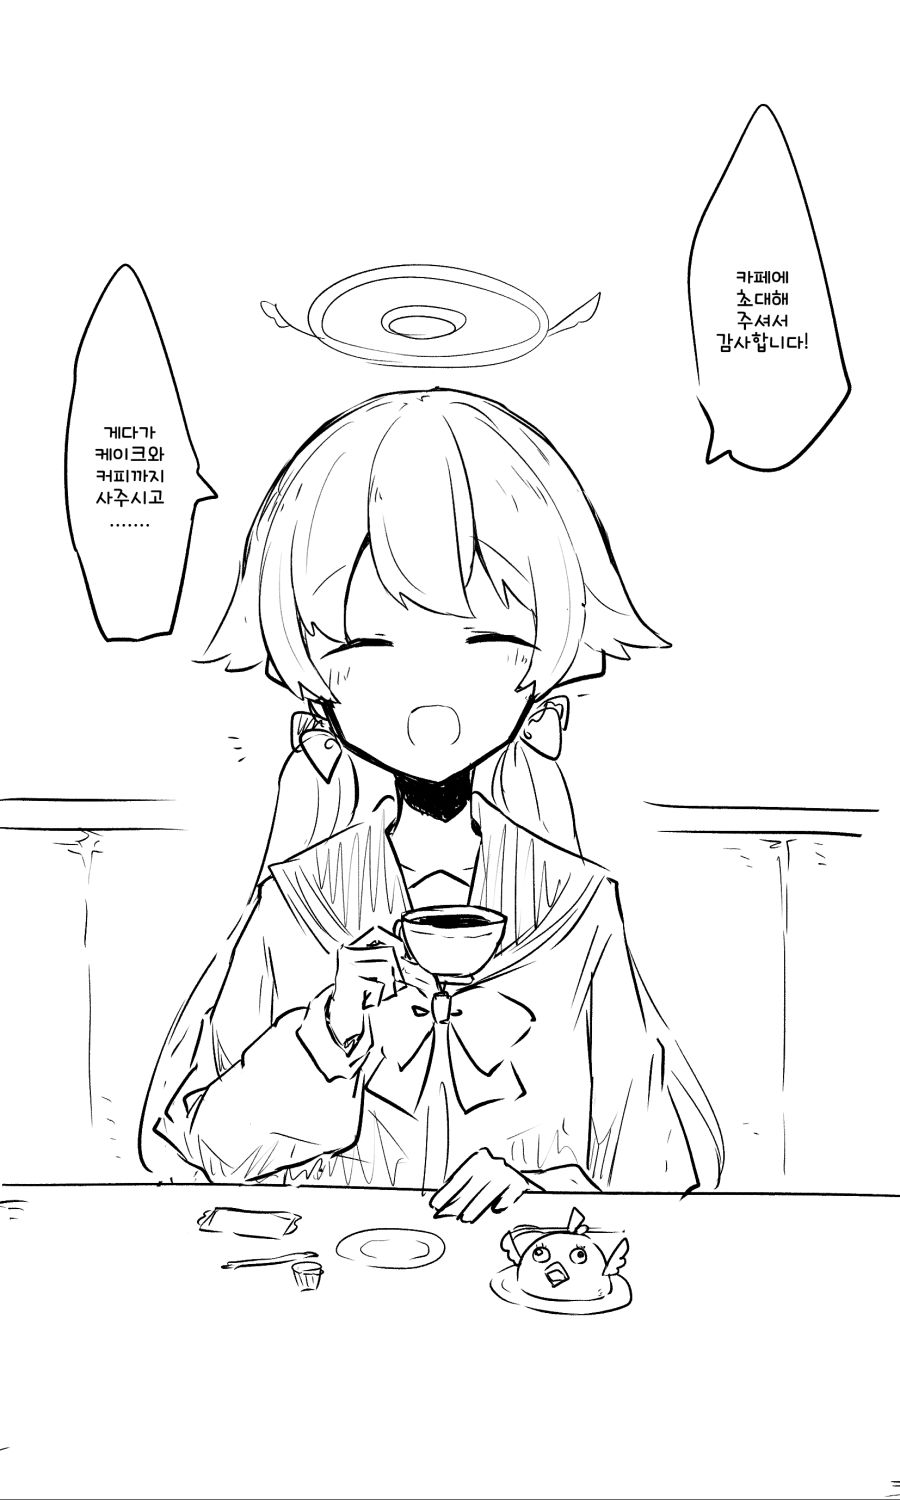 카페에
초대해
주셔서
감사합니다!
게다가
케이크와
커피까지
사주시고
.......